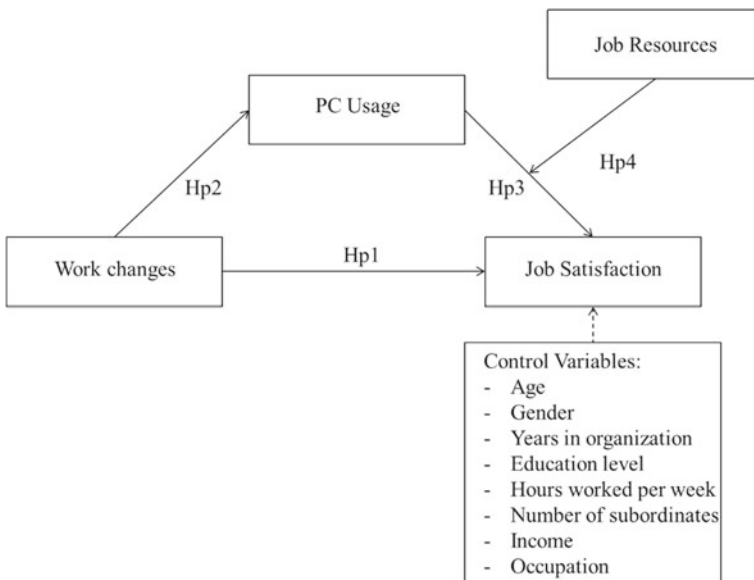 Job Resources
PC Usage
Hp4
Hp2
Hp3
Hp1
Work changes
Job Satisfaction
Control Variables:
- Age
- Gender
- Years in organization
- Education level
- Hours worked per week
- Number of subordinates
- Income
- Occupation